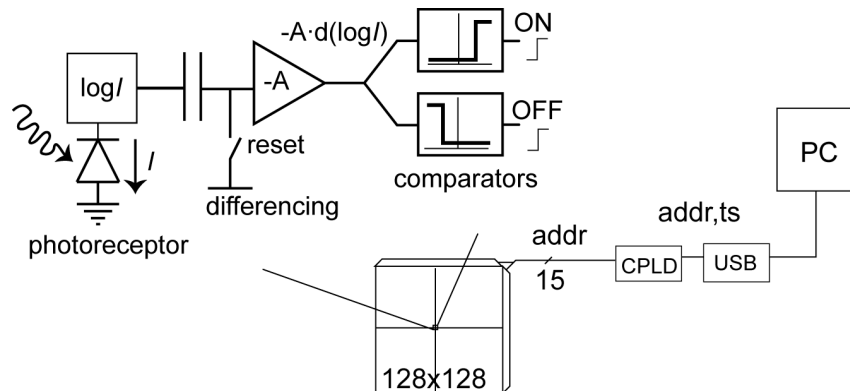 -A·d(logI)
ON
logI
-A
OFF
reset
I
comparators
differencing
photoreceptor
PC
addr,ts
addr
15
CPLD
USB
128x128